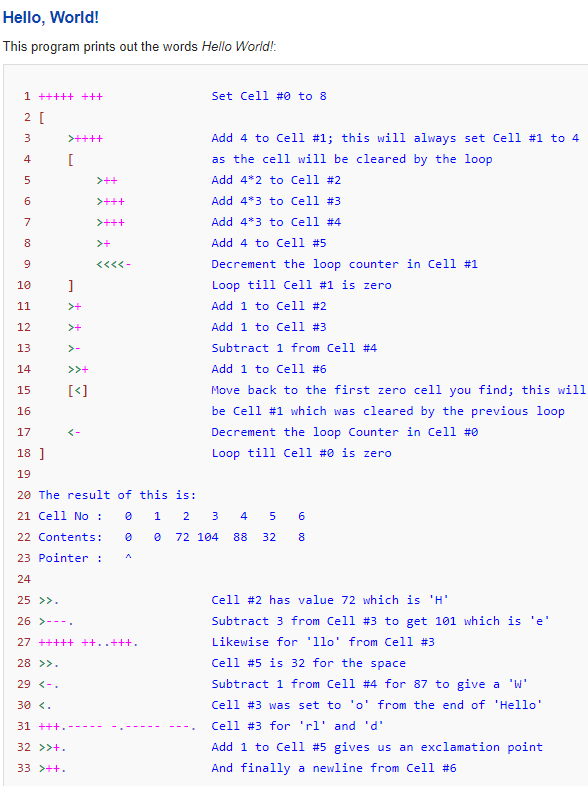 Hello, World!
This program prints out the words Hello World!:
1 +++++ +++ Set Cell #0 to 8
2 [
3 >++++ Add 4 to Cell #1; this will always set Cell #1 to 4
4 [ as the cell will be cleared by the loop
5 >++ Add 4*2 to Cell #2
6 >+++ Add 4*3 to Cell #3
7 >+++ Add 4*3 to Cell #4
8 >+ Add 4 to Cell #5
9 <<<<- Decrement the loop counter in Cell #1
10 ] Loop till Cell #1 is zero
11 >+ Add 1 to Cell #2
12 >+ Add 1 to Cell #3
13 >- Subtract 1 from Cell #4
14 >>+ Add 1 to Cell #6
15 [<] Move back to the first zero cell you find; this will
16 be Cell #1 which was cleared by the previous loop
17 <- Decrement the loop Counter in Cell #0
18 ] Loop till Cell #0 is zero
19
20 The result of this is:
21 Cell No : 0 1 2 3 4 5 6
22 Contents: 0 0 72 104 88 32 8
23 Pointer : ^
24
25 >>. Cell #2 has value 72 which is 'H'
26 >---. Subtract 3 from Cell #3 to get 101 which is 'e'
27 +++++ ++..+++. Likewise for 'llo' from Cell #3
28 >>. Cell #5 is 32 for the space
29 <-. Subtract 1 from Cell #4 for 87 to give a 'W'
30 <. Cell #3 was set to 'o' from the end of 'Hello'
31 +++.----- -.----- ---. Cell #3 for 'rl' and 'd'
32 >>+. Add 1 to Cell #5 gives us an exclamation point
33 >++. And finally a newline from Cell #6